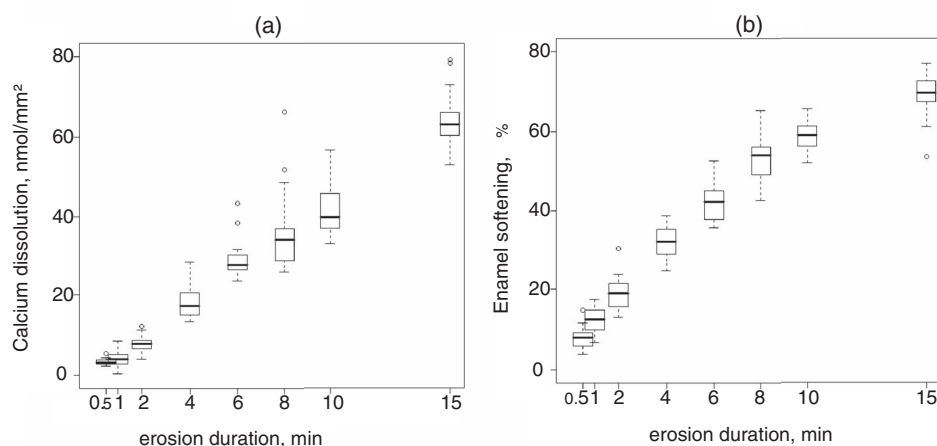 (a)
80
60
40
20
0
Calcium dissolution, nmol/mm²
0.51 2 4 6 8 10 15
erosion duration, min
(b)
80
60
40
20
0
Enamel softening, %
0.51 2 4 6 8 10 15
erosion duration, min